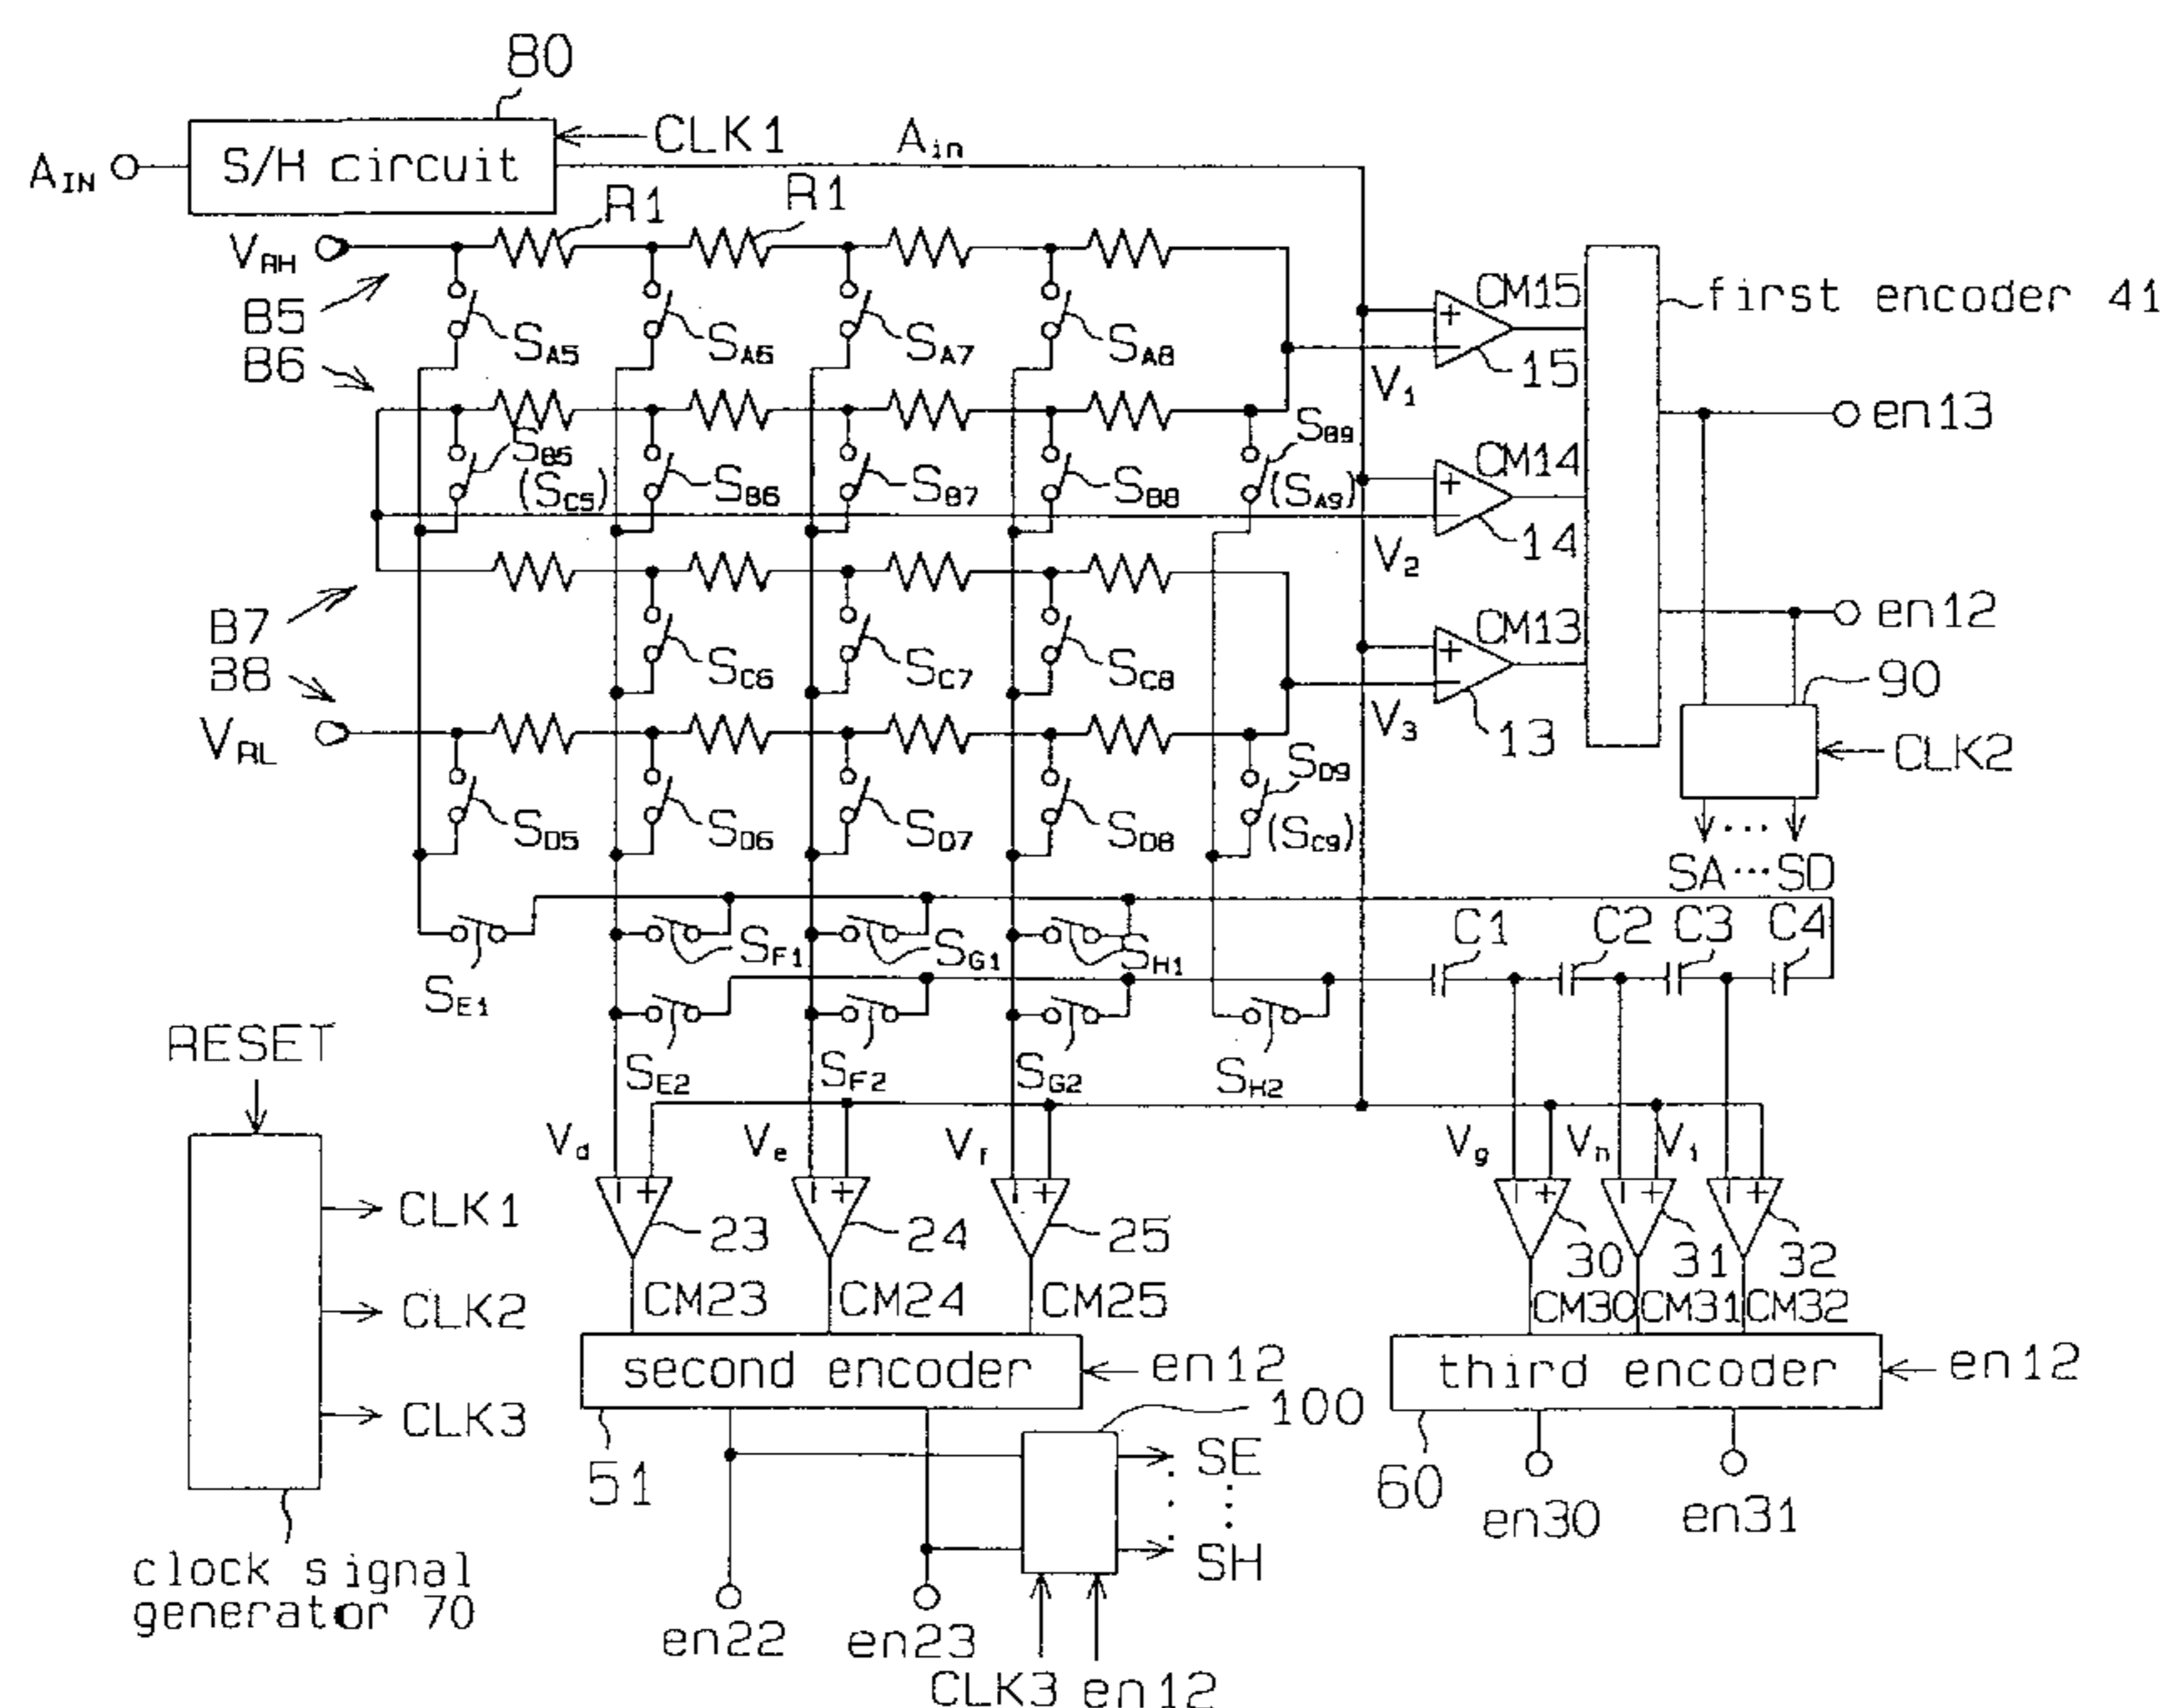 80
A_IN
S/H circuit
CLK1
A_in
R1
R1
V_RH
B5
B6
S_A5
S_A6
S_A7
S_A8
CM15
15
V_1
first encoder 41
en13
S_B5
(S_C5)
S_B6
S_B7
S_B8
S_B9
(S_A9)
CM14
14
V_2
en12
B7
B8
S_C6
S_C7
S_C8
CM13
13
V_3
90
CLK2
V_RL
S_D5
S_D6
S_D7
S_D8
S_D9
(S_C9)
SA…SD
S_E1
S_F1
S_G1
S_H1
C1
C2
C3
C4
S_E2
S_F2
S_G2
S_H2
RESET
V_d
V_e
V_f
V_g
V_h
V_i
CLK1
CLK2
CLK3
23
24
25
30
31
32
CM23
CM24
CM25
CM30
CM31
CM32
second encoder
en12
third encoder
en12
51
100
60
SE
SH
en30
en31
clock signal
generator 70
en22
en23
CLK3
en12